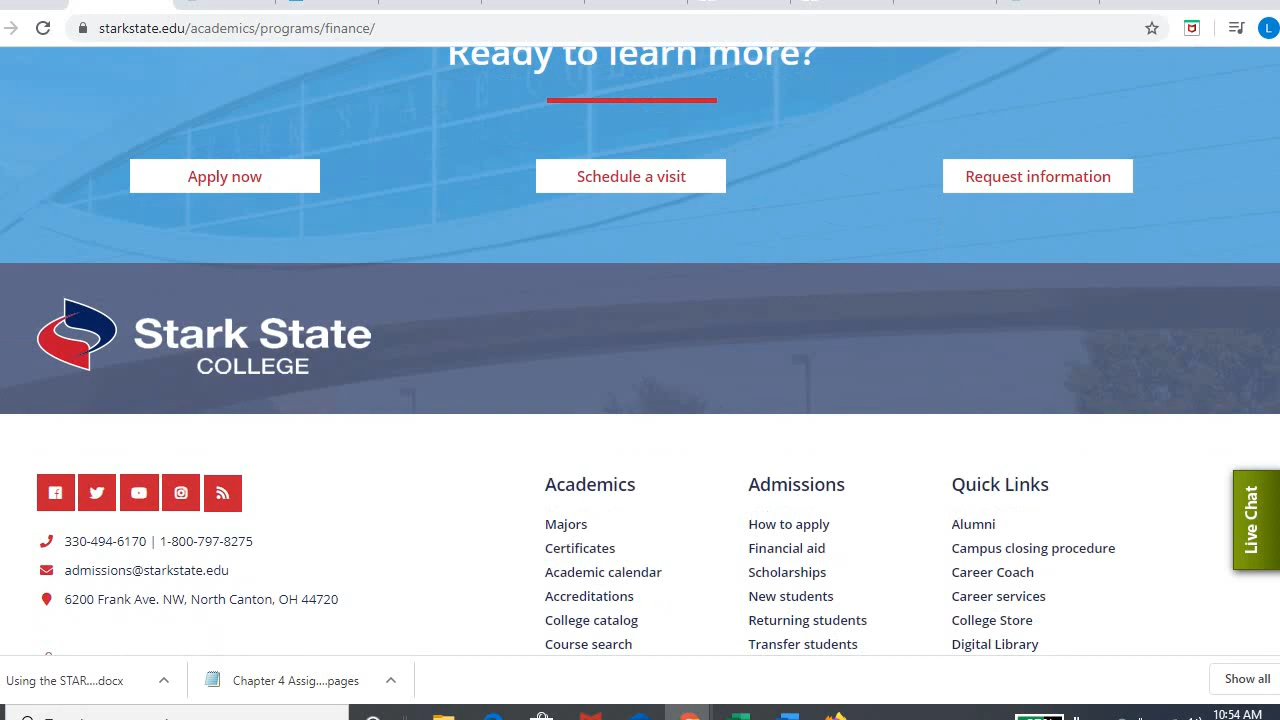 starkstate.edu/academics/programs/finance/
L
Ready to learn more?
Apply now
Schedule a visit
Request information
Stark State
COLLEGE
Academics
Admissions
Quick Links
330-494-6170 | 1-800-797-8275
admissions@starkstate.edu
6200 Frank Ave. NW, North Canton, OH 44720
Majors
Certificates
Academic calendar
Accreditations
College catalog
Course search
How to apply
Financial aid
Scholarships
New students
Returning students
Transfer students
Alumni
Campus closing procedure
Career Coach
Career services
College Store
Digital Library
Live Chat
Using the STAR....docx
Chapter 4 Assig....pages
Show all
10:54 AM